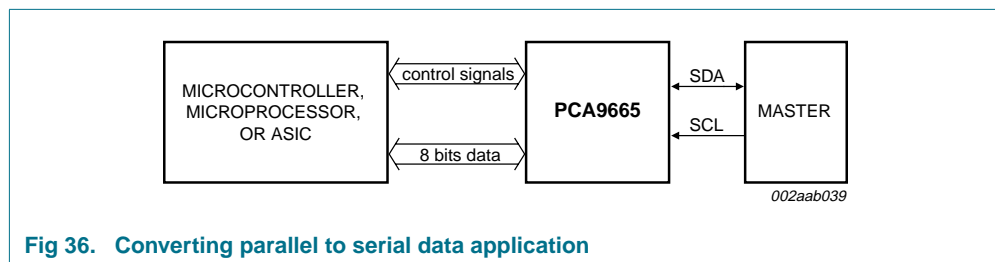 MICROCONTROLLER,
MICROPROCESSOR,
OR ASIC
control signals
8 bits data
PCA9665
SDA
SCL
MASTER
002aab039
Fig 36. Converting parallel to serial data application